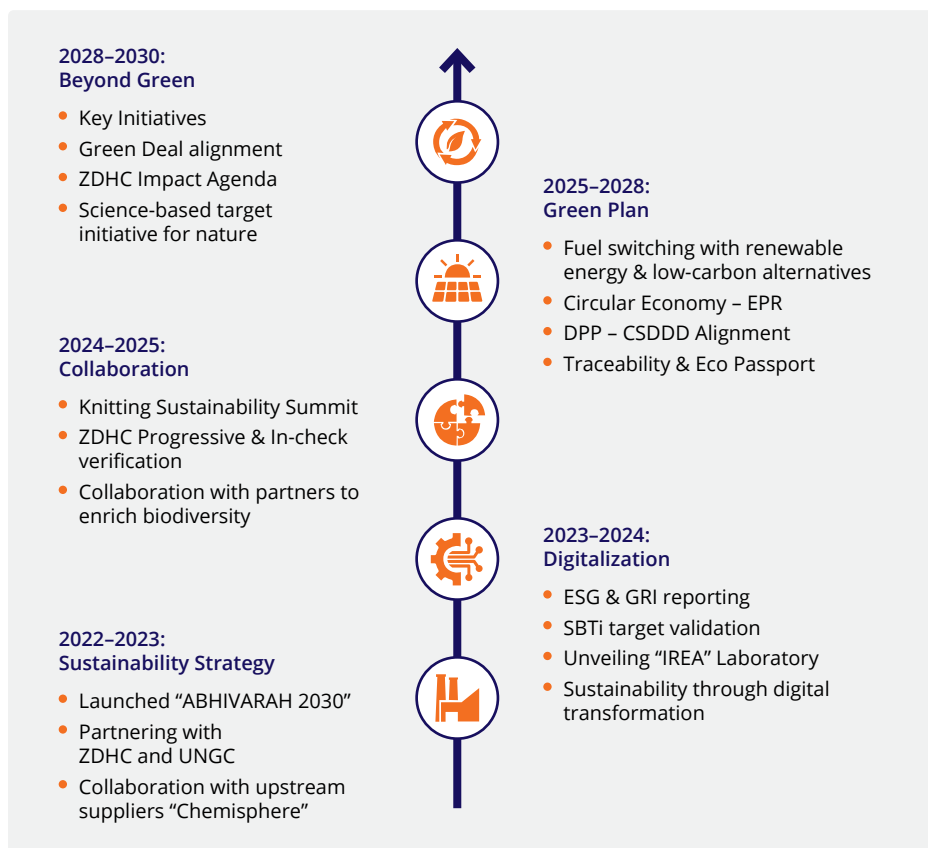 2028–2030:
Beyond Green
• Key Initiatives
• Green Deal alignment
• ZDHC Impact Agenda
• Science-based target
initiative for nature
2025–2028:
Green Plan
• Fuel switching with renewable
energy & low-carbon alternatives
• Circular Economy – EPR
• DPP – CSDDD Alignment
• Traceability & Eco Passport
2024–2025:
Collaboration
• Knitting Sustainability Summit
• ZDHC Progressive & In-check
verification
• Collaboration with partners to
enrich biodiversity
2023–2024:
Digitalization
• ESG & GRI reporting
• SBTi target validation
• Unveiling “IREA” Laboratory
• Sustainability through digital
transformation
2022–2023:
Sustainability Strategy
• Launched “ABHIVARAH 2030”
• Partnering with
ZDHC and UNGC
• Collaboration with upstream
suppliers “Chemisphere”